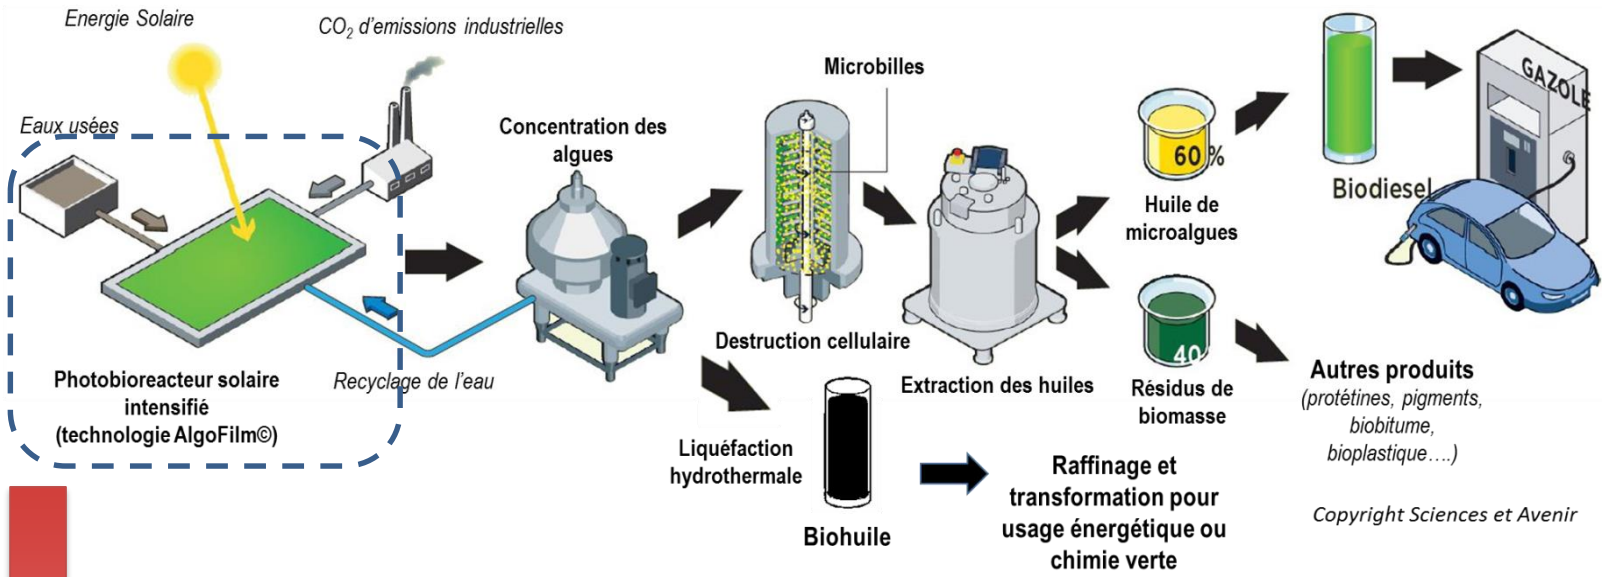 Energie Solaire
CO₂ d'emissions industrielles
Eaux usées
Photobioreacteur solaire
intensifié
(technologie AlgoFilm©)
Recyclage de l'eau
Concentration des
algues
Microbilles
Destruction cellulaire
Liquéfaction
hydrothermale
Biohuile
Raffinage et
transformation pour
usage énergétique ou
chimie verte
Extraction des huiles
60 %
Huile de
microalgues
40
Résidus de
biomasse
Biodiesel
GAZOLE
Autres produits
(protétines, pigments,
biobitume,
bioplastique….)
Copyright Sciences et Avenir